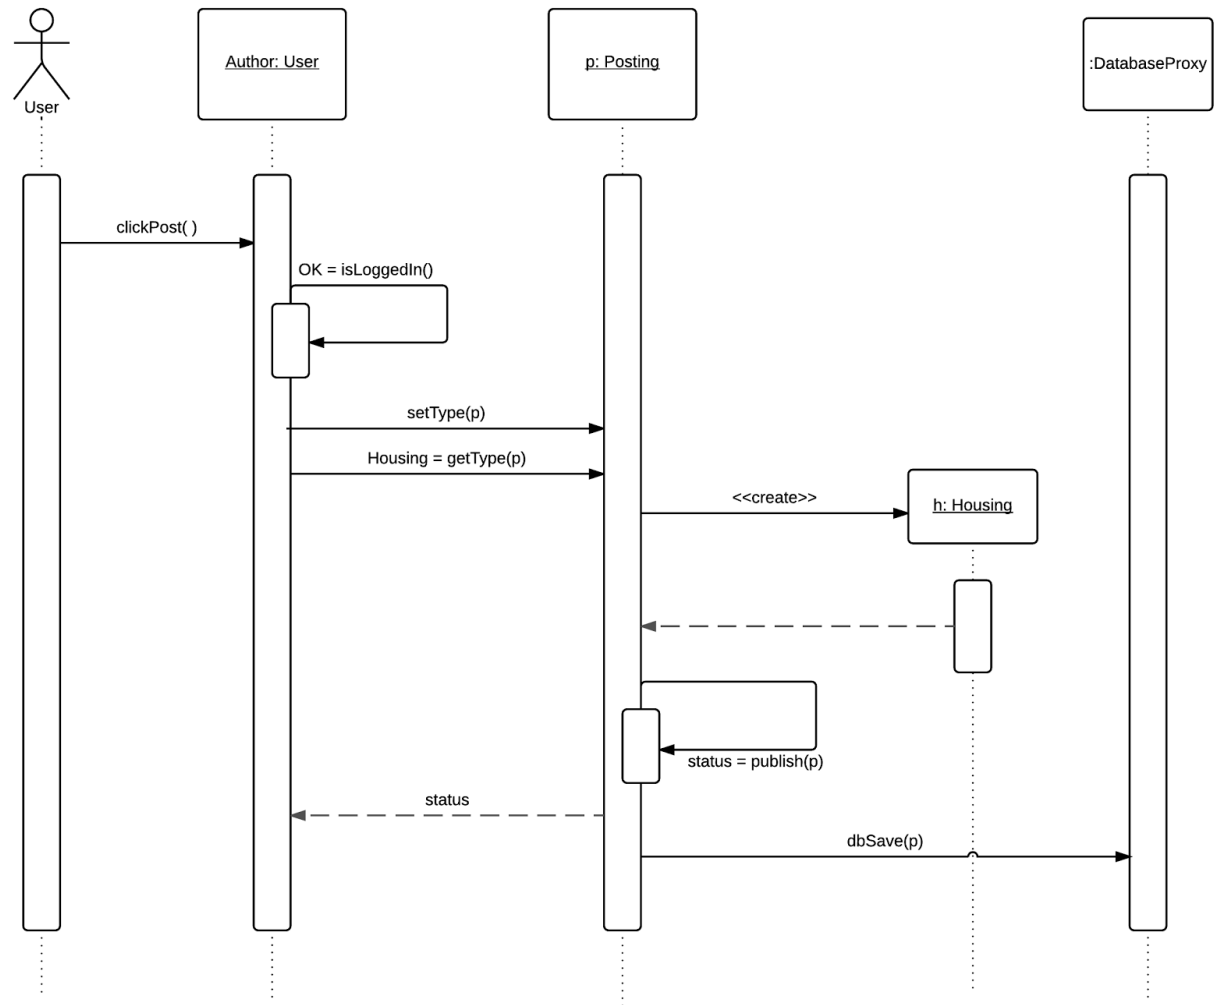 User
Author: User
p: Posting
:DatabaseProxy
clickPost( )
OK = isLoggedIn()
setType(p)
Housing = getType(p)
<<create>>
h: Housing
status = publish(p)
status
dbSave(p)